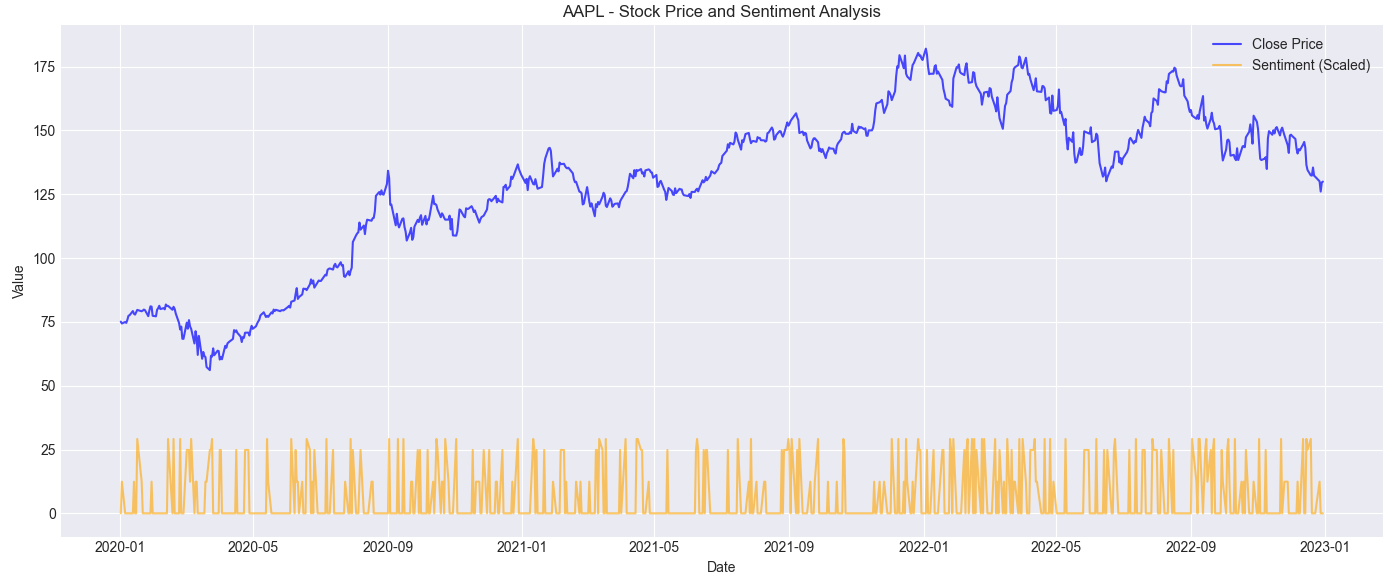 AAPL - Stock Price and Sentiment Analysis
Close Price
Sentiment (Scaled)
Value
175
150
125
100
75
50
25
0
2020-01 2020-05 2020-09 2021-01 2021-05 2021-09 2022-01 2022-05 2022-09 2023-01
Date